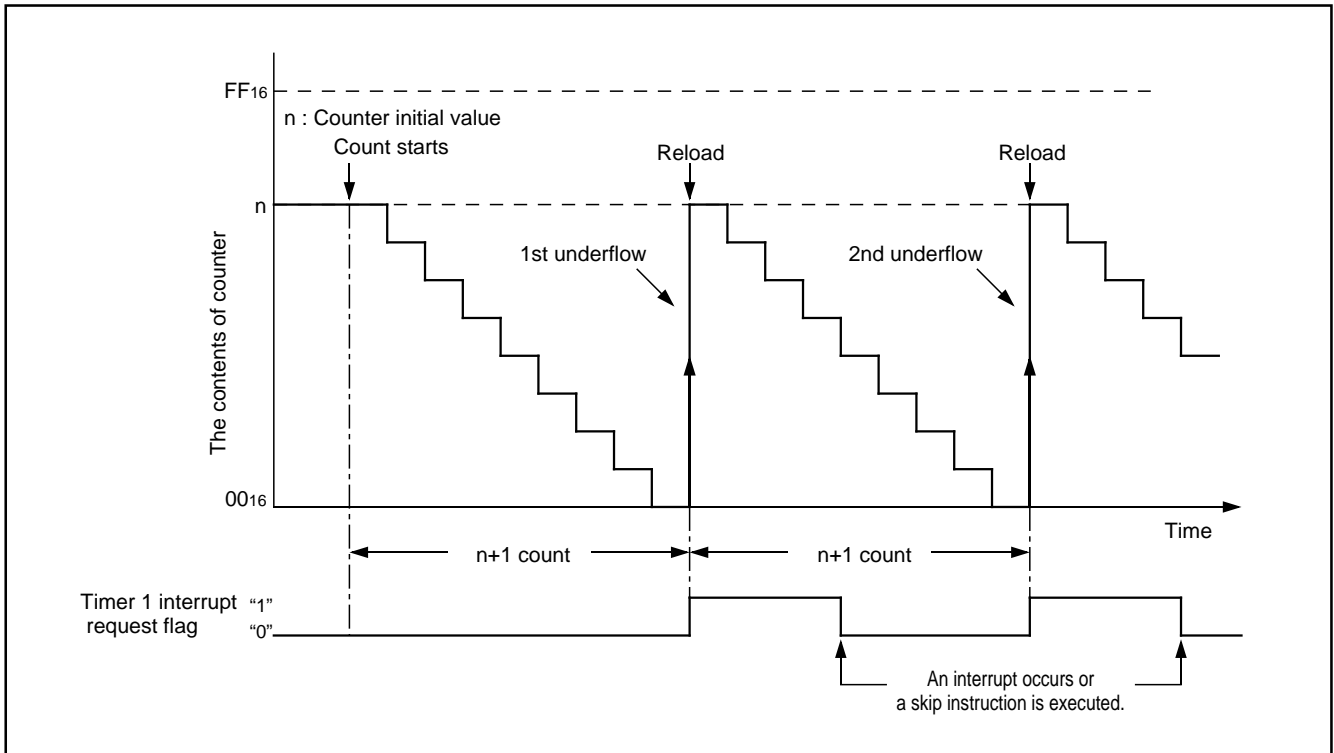 FF16
n : Counter initial value
Count starts
Reload
Reload
n
1st underflow
2nd underflow
The contents of counter
0016
Time
n+1 count
n+1 count
Timer 1 interrupt “1”
request flag “0”
An interrupt occurs or
a skip instruction is executed.